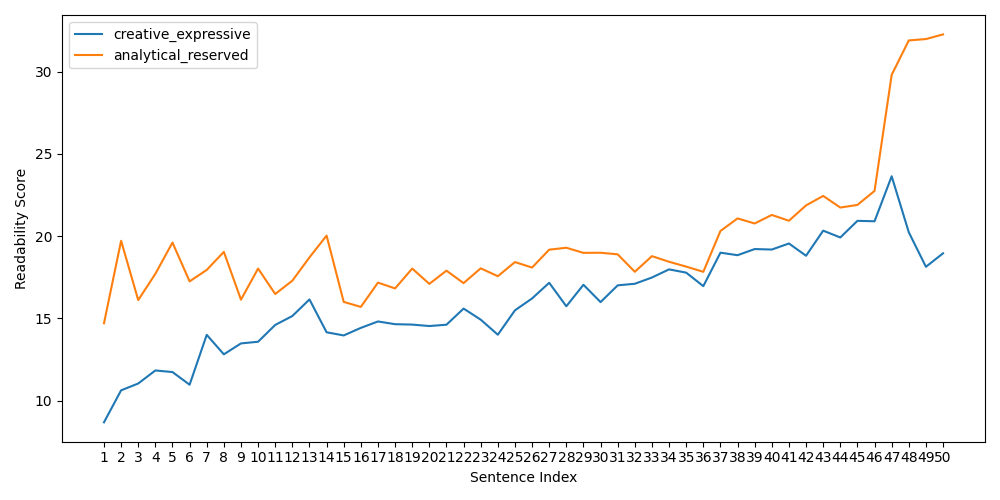 creative_expressive
analytical_reserved
30
25
20
15
10
Readability Score
1 2 3 4 5 6 7 8 9 10 11 12 13 14 15 16 17 18 19 20 21 22 23 24 25 26 27 28 29 30 31 32 33 34 35 36 37 38 39 40 41 42 43 44 45 46 47 48 49 50
Sentence Index